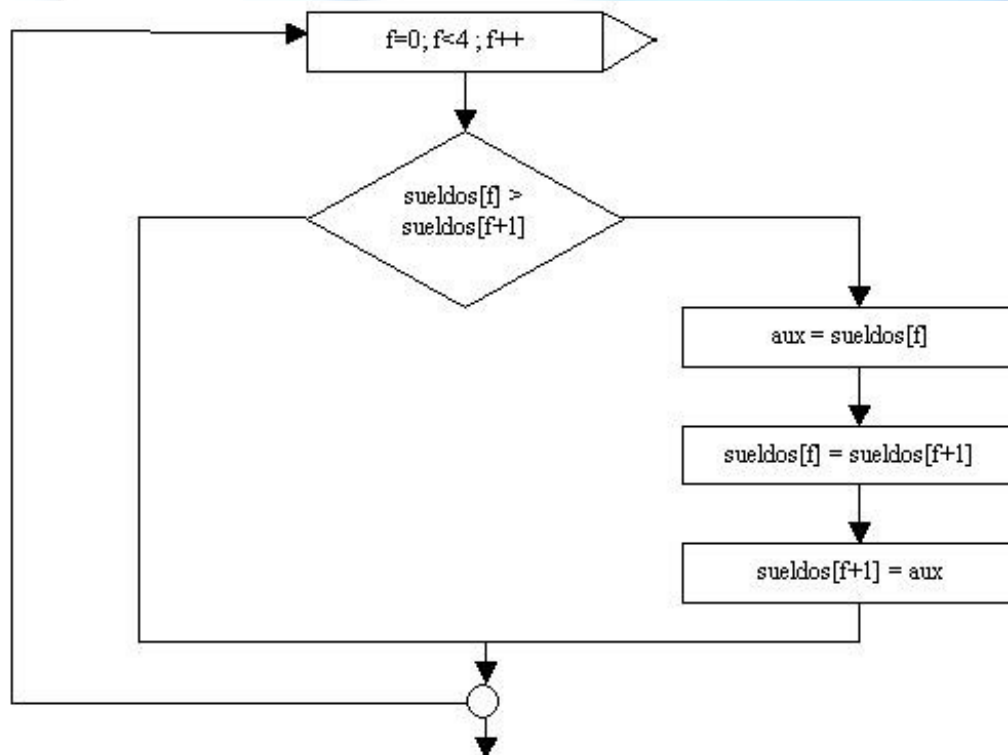 f=0; f<4 ; f++
sueldos[f] >
sueldos[f+1]
aux = sueldos[f]
sueldos[f] = sueldos[f+1]
sueldos[f+1] = aux